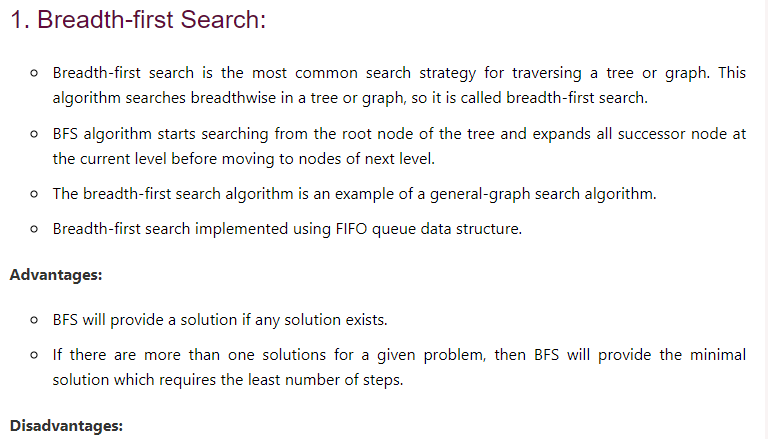 1. Breadth-first Search:
Breadth-first search is the most common search strategy for traversing a tree or graph. This
algorithm searches breadthwise in a tree or graph, so it is called breadth-first search.
BFS algorithm starts searching from the root node of the tree and expands all successor node at
the current level before moving to nodes of next level.
The breadth-first search algorithm is an example of a general-graph search algorithm.
Breadth-first search implemented using FIFO queue data structure.
Advantages:
BFS will provide a solution if any solution exists.
If there are more than one solutions for a given problem, then BFS will provide the minimal
solution which requires the least number of steps.
Disadvantages: